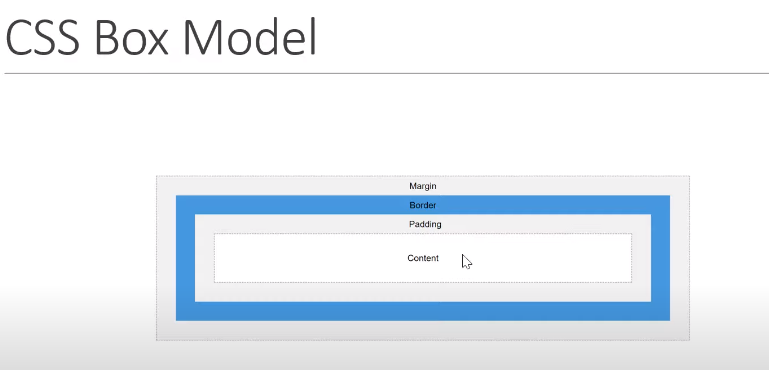 CSS Box Model
Margin
Border
Padding
Content